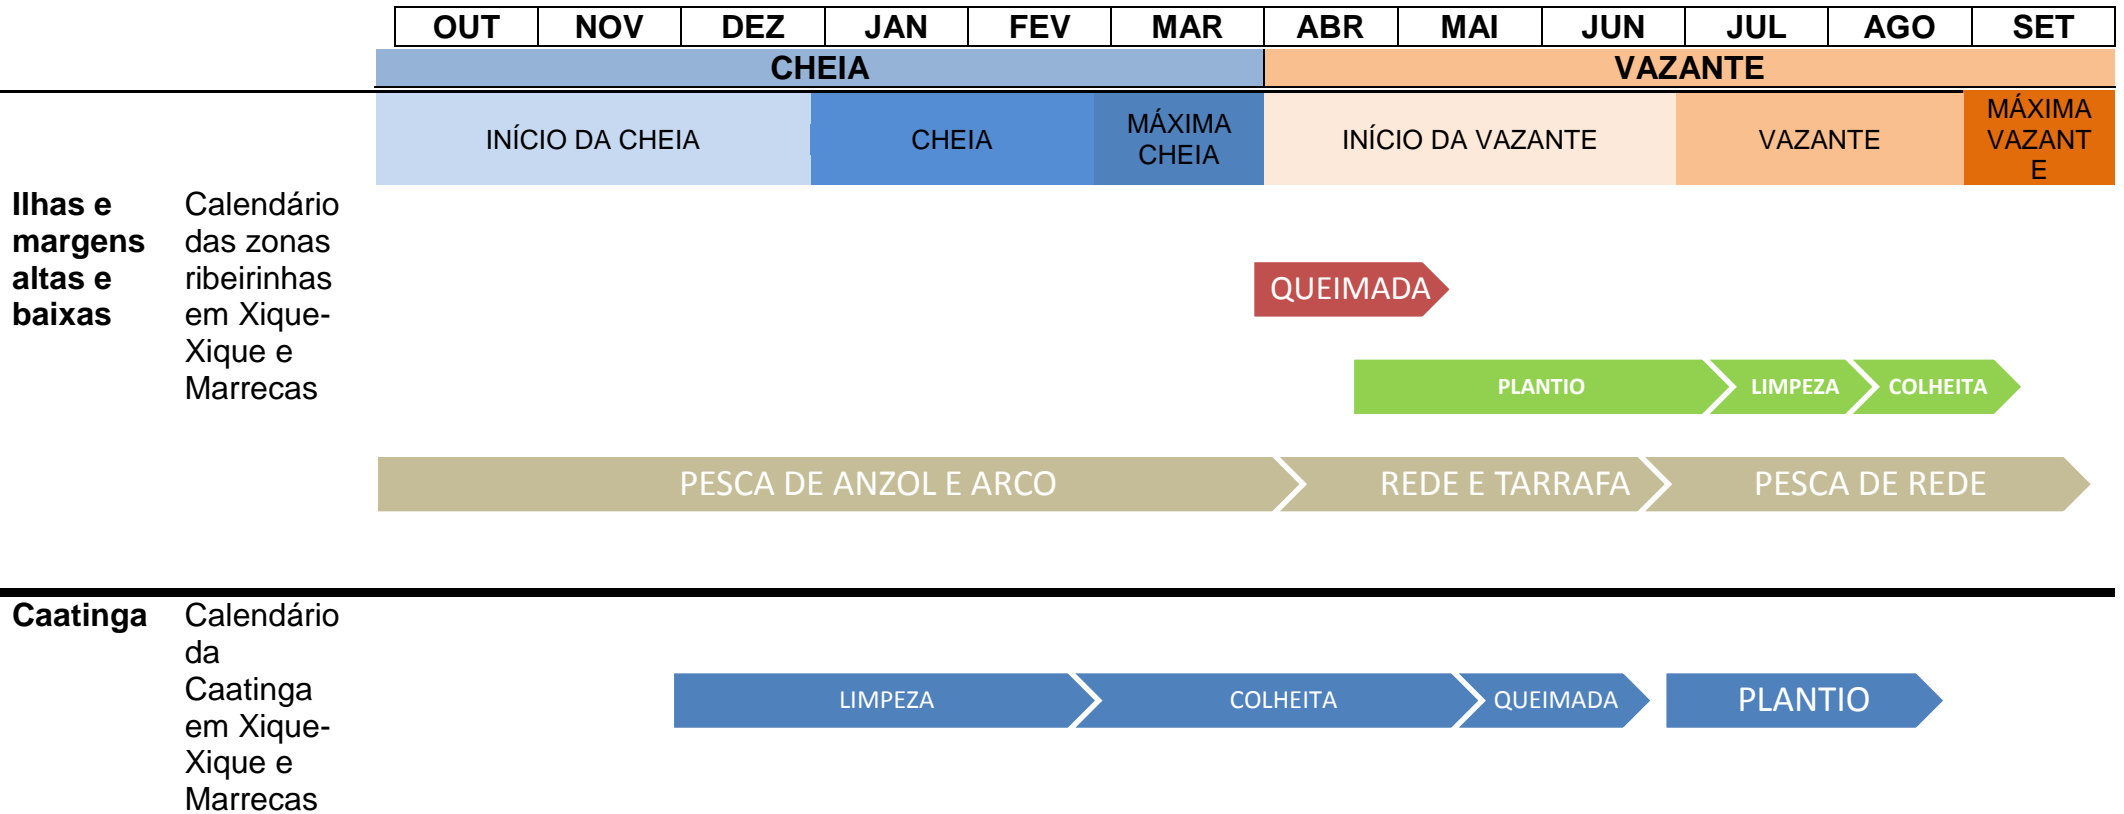 OUT NOV DEZ JAN FEV MAR ABR MAI JUN JUL AGO SET
CHEIA VAZANTE
INÍCIO DA CHEIA CHEIA MÁXIMA CHEIA INÍCIO DA VAZANTE VAZANTE MÁXIMA VAZANT E
Ilhas e
margens
altas e
baixas
Calendário
das zonas
ribeirinhas
em Xique-
Xique e
Marrecas
QUEIMADA
PLANTIO LIMPEZA COLHEITA
PESCA DE ANZOL E ARCO REDE E TARRAFA PESCA DE REDE
Caatinga
Calendário
da
Caatinga
em Xique-
Xique e
Marrecas
LIMPEZA COLHEITA QUEIMADA PLANTIO